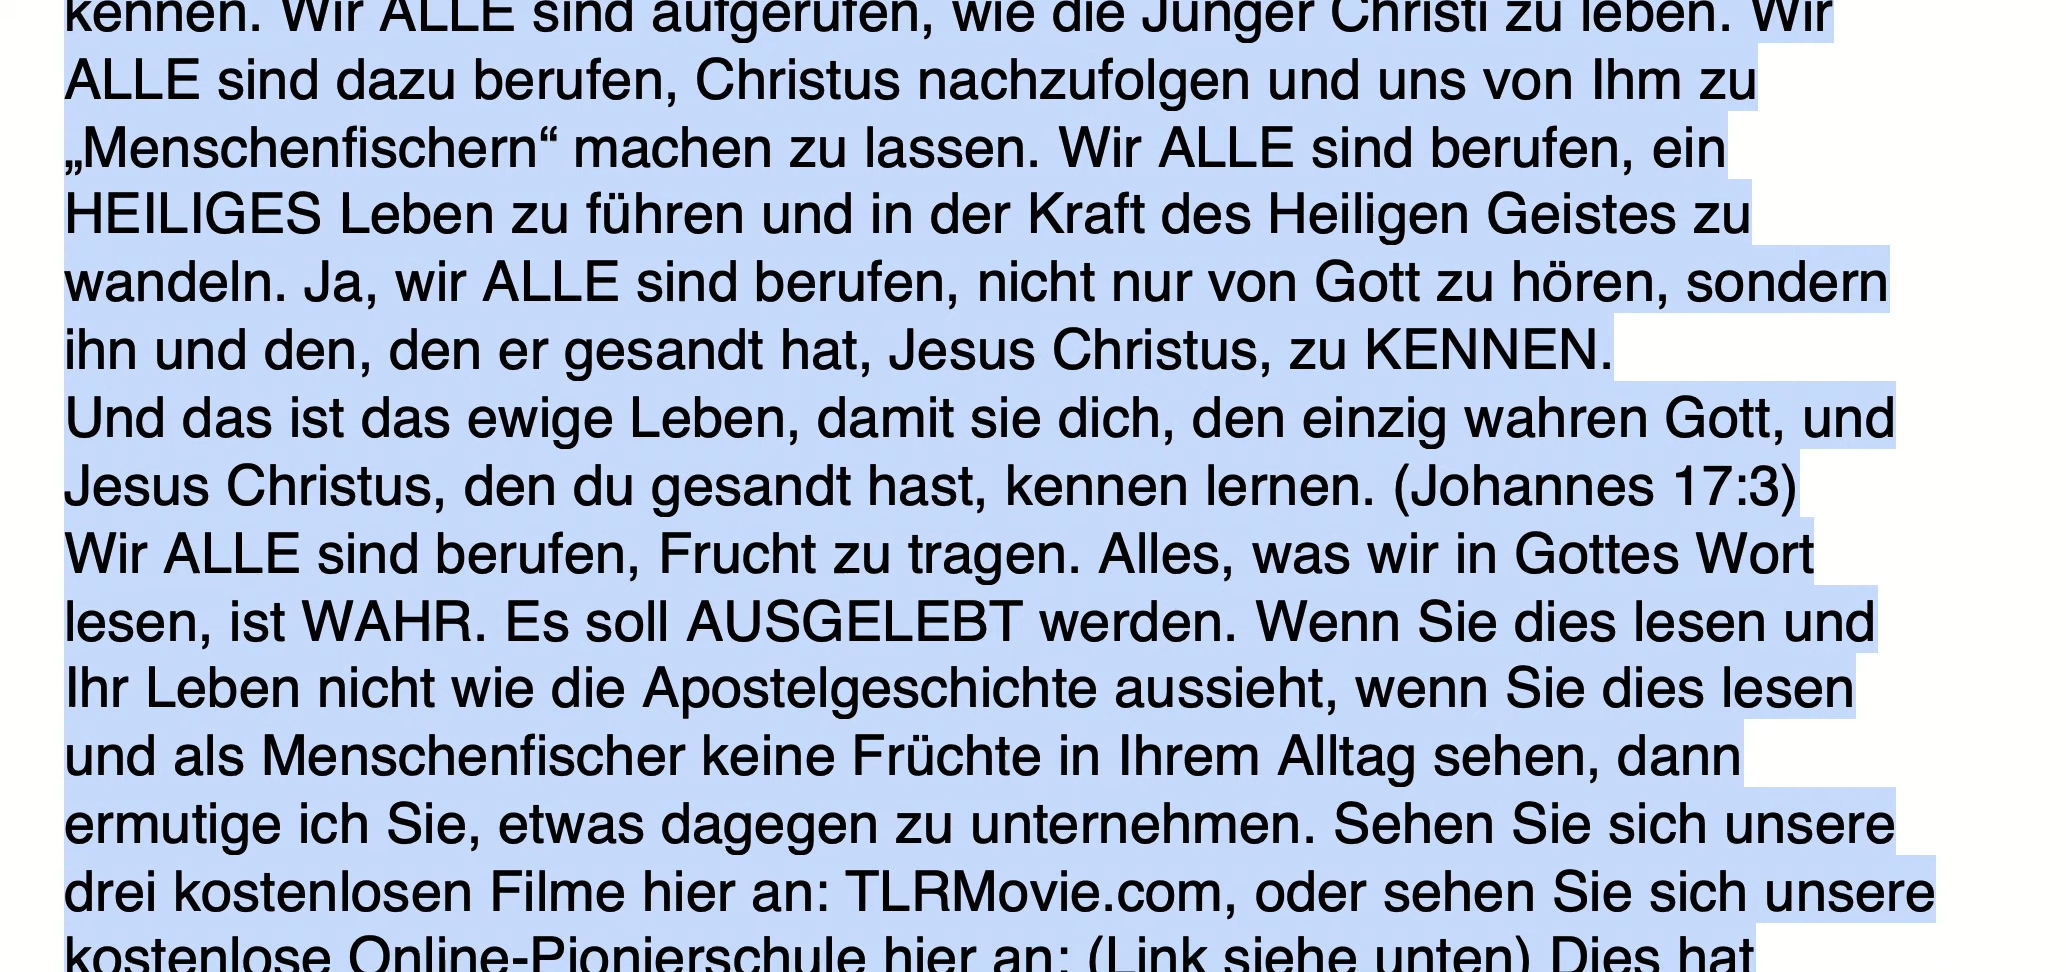 kennen. Wir ALLE sind aufgerufen, wie die Jünger Christi zu leben. Wir
ALLE sind dazu berufen, Christus nachzufolgen und uns von Ihm zu
„Menschenfischern“ machen zu lassen. Wir ALLE sind berufen, ein
HEILIGES Leben zu führen und in der Kraft des Heiligen Geistes zu
wandeln. Ja, wir ALLE sind berufen, nicht nur von Gott zu hören, sondern
ihn und den, den er gesandt hat, Jesus Christus, zu KENNEN.
Und das ist das ewige Leben, damit sie dich, den einzig wahren Gott, und
Jesus Christus, den du gesandt hast, kennen lernen. (Johannes 17:3)
Wir ALLE sind berufen, Frucht zu tragen. Alles, was wir in Gottes Wort
lesen, ist WAHR. Es soll AUSGELEBT werden. Wenn Sie dies lesen und
Ihr Leben nicht wie die Apostelgeschichte aussieht, wenn Sie dies lesen
und als Menschenfischer keine Früchte in Ihrem Alltag sehen, dann
ermutige ich Sie, etwas dagegen zu unternehmen. Sehen Sie sich unsere
drei kostenlosen Filme hier an: TLRMovie.com, oder sehen Sie sich unsere
kostenlose Online-Pionierschule hier an: (Link siehe unten) Dies hat